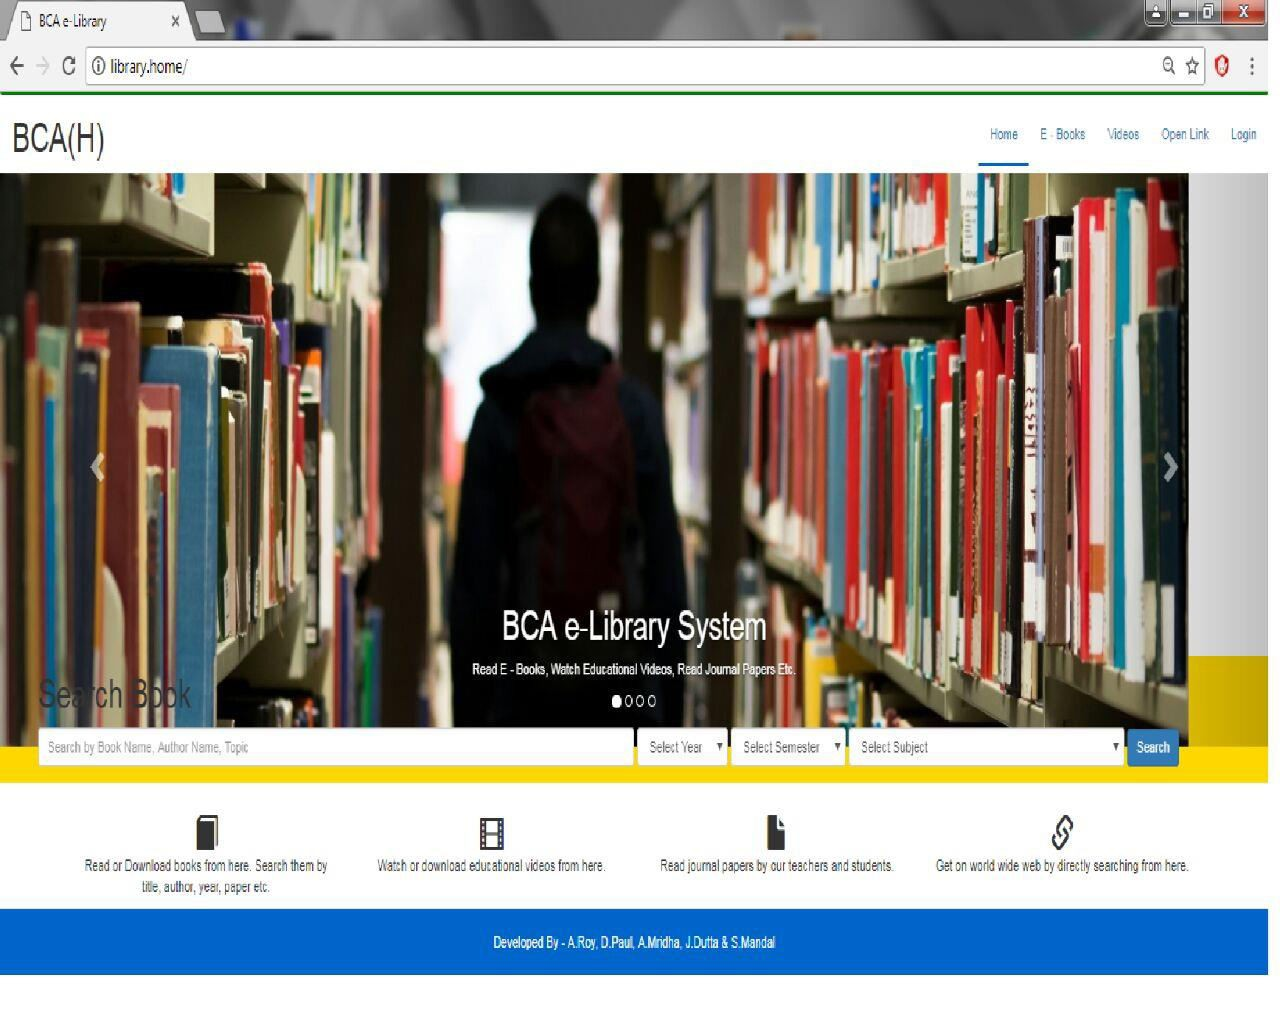 BCA e-Library
library.home/
BCA(H)
Home E - Books Videos Open Link Login
BCA e-Library System
Read E - Books, Watch Educational Videos, Read Journal Papers Etc.
Search Book
Search by Book Name, Author Name, Topic Select Year Select Semester Select Subject Search
Read or Download books from here. Search them by
title, author, year, paper etc.
Watch or download educational videos from here.
Read journal papers by our teachers and students.
Get on world wide web by directly searching from here.
Developed By - A.Roy, D.Paul, A.Mridha, J.Dutta & S.Mandal